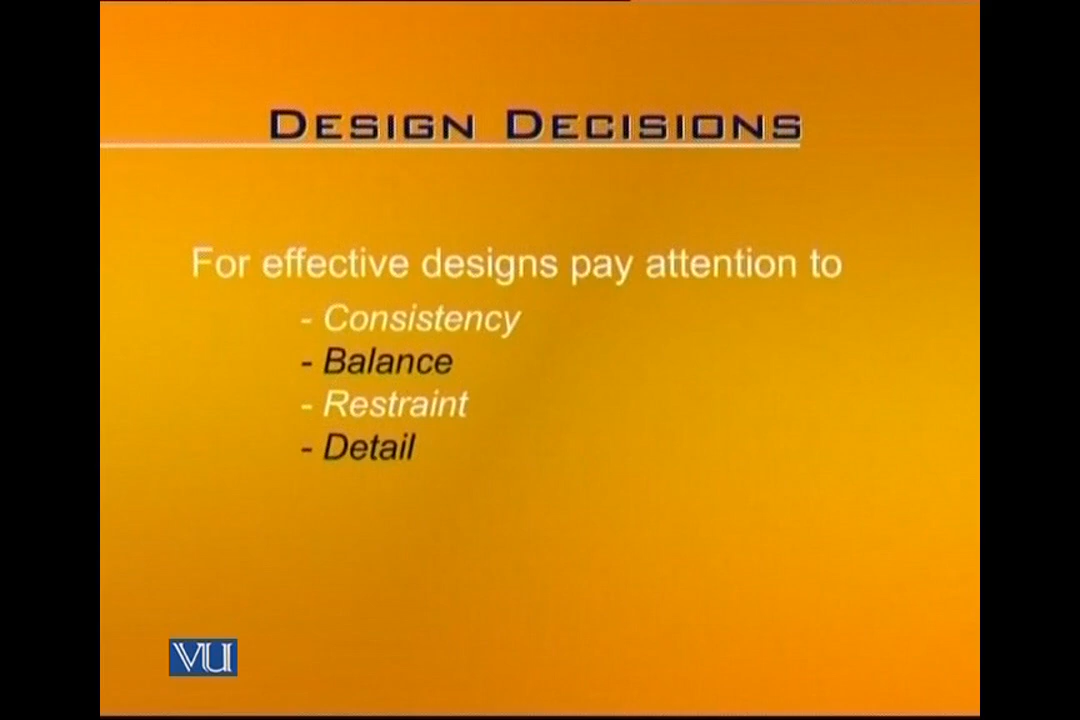 DESIGN DECISIONS
For effective designs pay attention to
- Consistency
- Balance
- Restraint
- Detail
VU